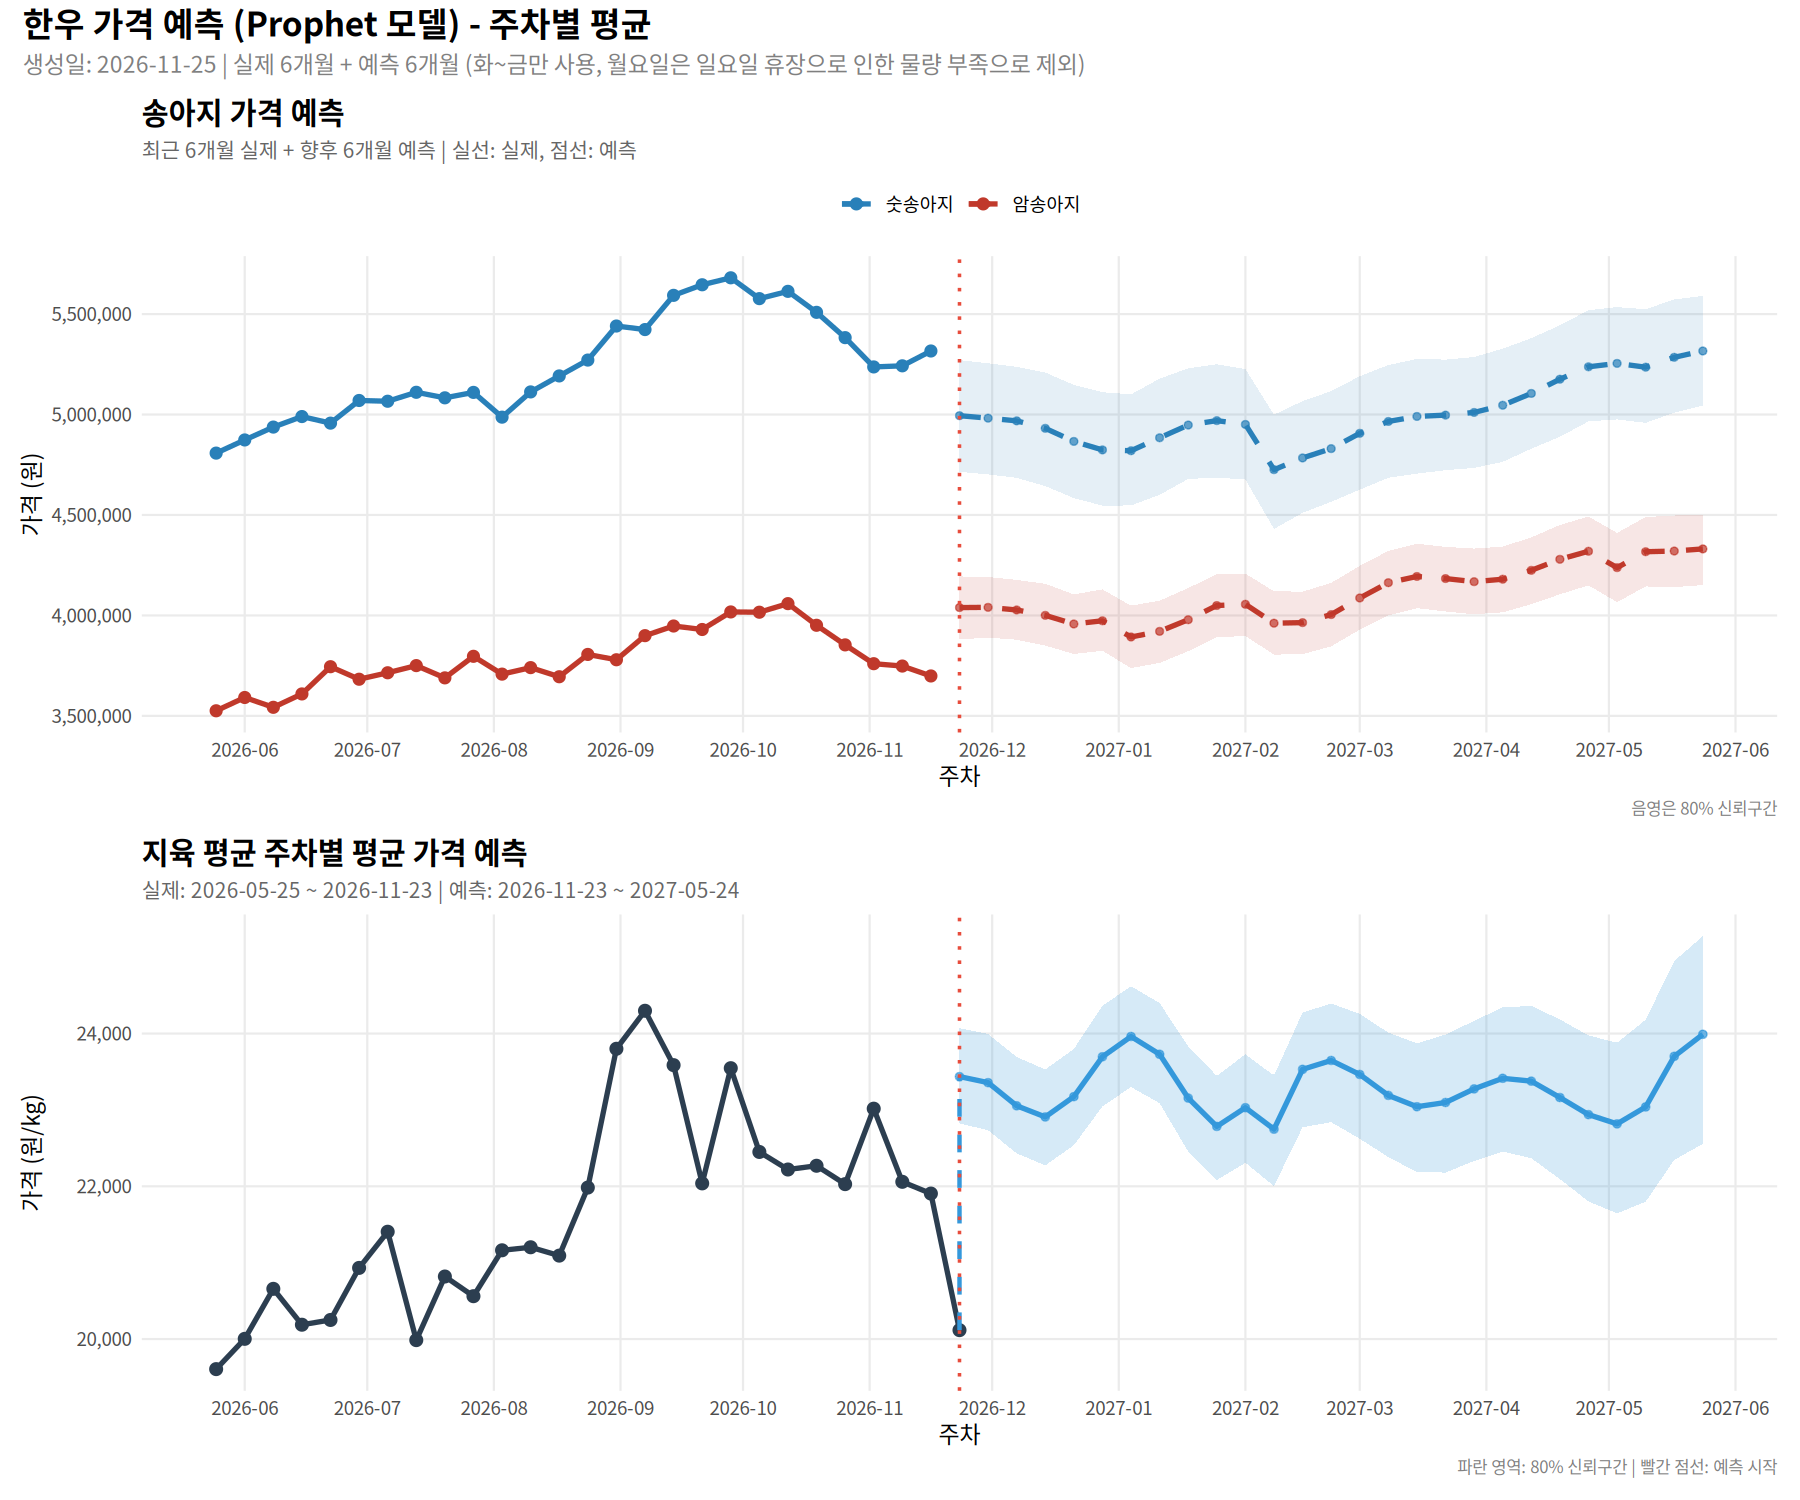 한우 가격 예측 (Prophet 모델) - 주차별 평균
생성일: 2026-11-25 | 실제 6개월 + 예측 6개월 (화~금만 사용, 월요일은 일요일 휴장으로 인한 물량 부족으로 제외)
송아지 가격 예측
최근 6개월 실제 + 향후 6개월 예측 | 실선: 실제, 점선: 예측
숫송아지 암송아지
가격 (원)
5,500,000
5,000,000
4,500,000
4,000,000
3,500,000
2026-06 2026-07 2026-08 2026-09 2026-10 2026-11 2026-12 2027-01 2027-02 2027-03 2027-04 2027-05 2027-06
주차
음영은 80% 신뢰구간
지육 평균 주차별 평균 가격 예측
실제: 2026-05-25 ~ 2026-11-23 | 예측: 2026-11-23 ~ 2027-05-24
가격 (원/kg)
24,000
22,000
20,000
2026-06 2026-07 2026-08 2026-09 2026-10 2026-11 2026-12 2027-01 2027-02 2027-03 2027-04 2027-05 2027-06
주차
파란 영역: 80% 신뢰구간 | 빨간 점선: 예측 시작